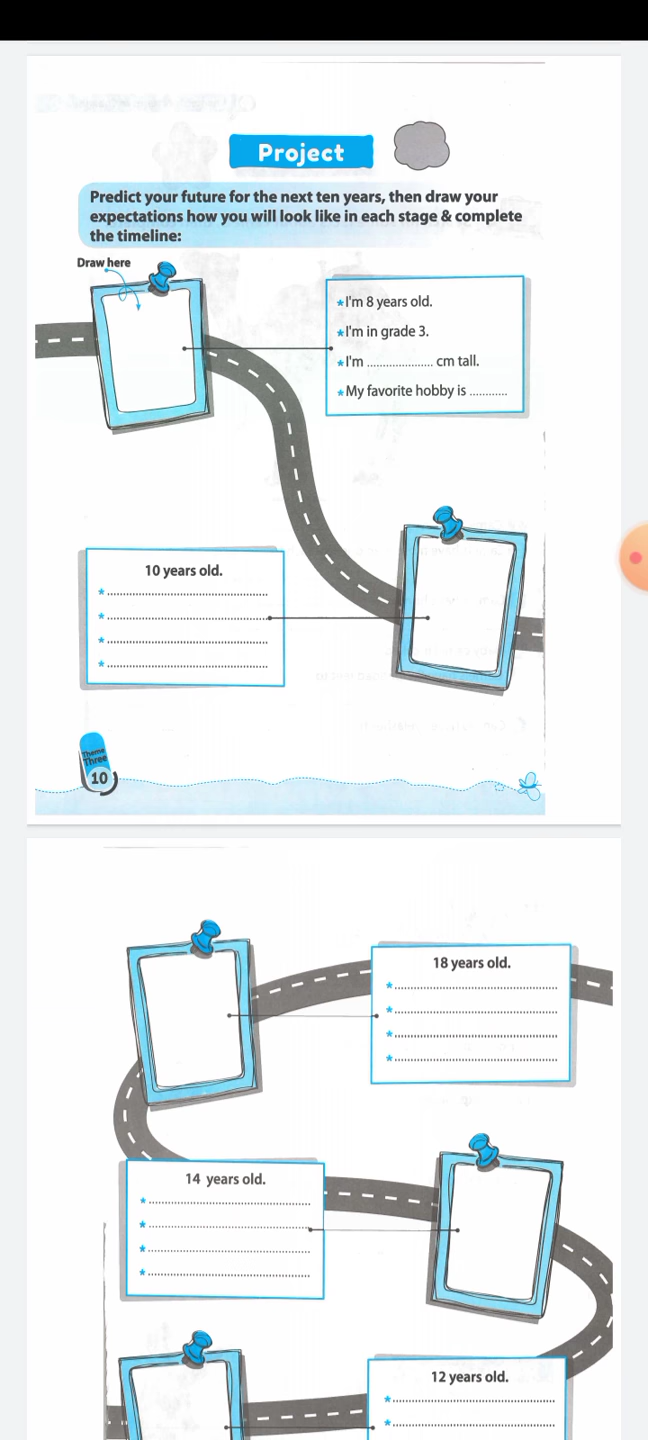 Project
Predict your future for the next ten years, then draw your
expectations how you will look like in each stage & complete
the timeline:
Draw here
*I'm 8 years old.
*I'm in grade 3.
*I'm ...................... cm tall.
*My favorite hobby is ............
10 years old.
*
*
*
*
Theme
Three
10
18 years old.
*
*
*
*
14 years old.
*
*
*
*
12 years old.
*
*